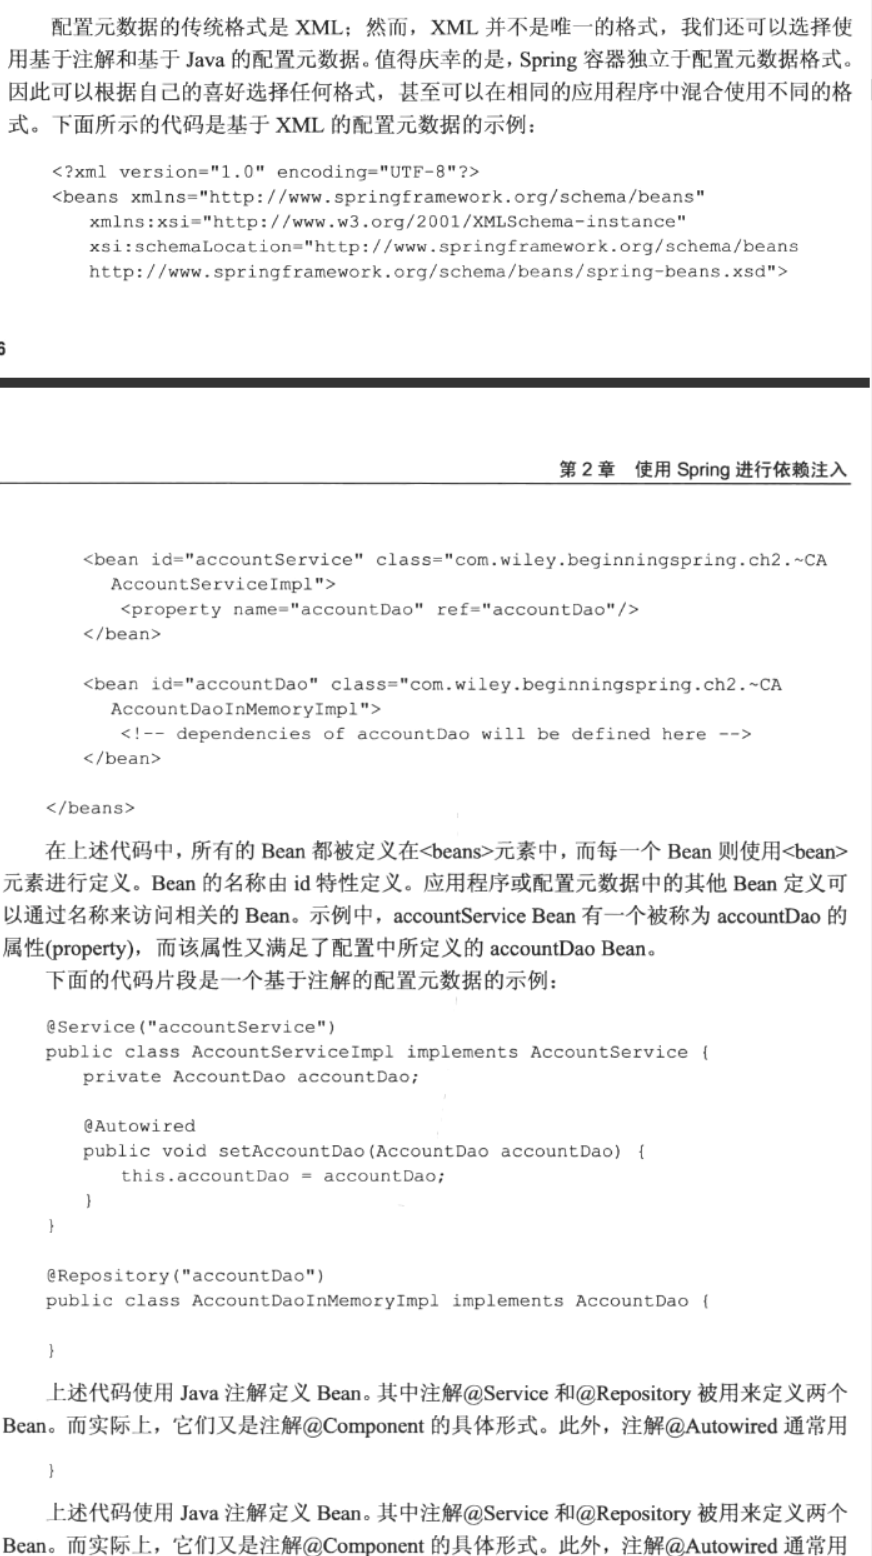 配置元数据的传统格式是 XML；然而，XML 并不是唯一的格式，我们还可以选择使
用基于注解和基于 Java 的配置元数据。值得庆幸的是，Spring 容器独立于配置元数据格式。
因此可以根据自己的喜好选择任何格式，甚至可以在相同的应用程序中混合使用不同的格
式。下面所示的代码是基于 XML 的配置元数据的示例：
<?xml version="1.0" encoding="UTF-8"?>
<beans xmlns="http://www.springframework.org/schema/beans"
xmlns:xsi="http://www.w3.org/2001/XMLSchema-instance"
xsi:schemaLocation="http://www.springframework.org/schema/beans
http://www.springframework.org/schema/beans/spring-beans.xsd">
6
第 2 章 使用 Spring 进行依赖注入
<bean id="accountService" class="com.wiley.beginningspring.ch2.~CA
AccountServiceImpl">
<property name="accountDao" ref="accountDao"/>
</bean>
<bean id="accountDao" class="com.wiley.beginningspring.ch2.~CA
AccountDaoInMemoryImpl">
<!-- dependencies of accountDao will be defined here -->
</bean>
</beans>
在上述代码中，所有的 Bean 都被定义在<beans>元素中，而每一个 Bean 则使用<bean>
元素进行定义。Bean 的名称由 id 特性定义。应用程序或配置元数据中的其他 Bean 定义可
以通过名称来访问相关的 Bean。示例中，accountService Bean 有一个被称为 accountDao 的
属性(property)，而该属性又满足了配置中所定义的 accountDao Bean。
下面的代码片段是一个基于注解的配置元数据的示例：
@Service("accountService")
public class AccountServiceImpl implements AccountService {
private AccountDao accountDao;
@Autowired
public void setAccountDao(AccountDao accountDao) {
this.accountDao = accountDao;
}
}
@Repository("accountDao")
public class AccountDaoInMemoryImpl implements AccountDao {
}
上述代码使用 Java 注解定义 Bean。其中注解@Service 和@Repository 被用来定义两个
Bean。而实际上，它们又是注解@Component 的具体形式。此外，注解@Autowired 通常用
}
上述代码使用 Java 注解定义 Bean。其中注解@Service 和@Repository 被用来定义两个
Bean。而实际上，它们又是注解@Component 的具体形式。此外，注解@Autowired 通常用